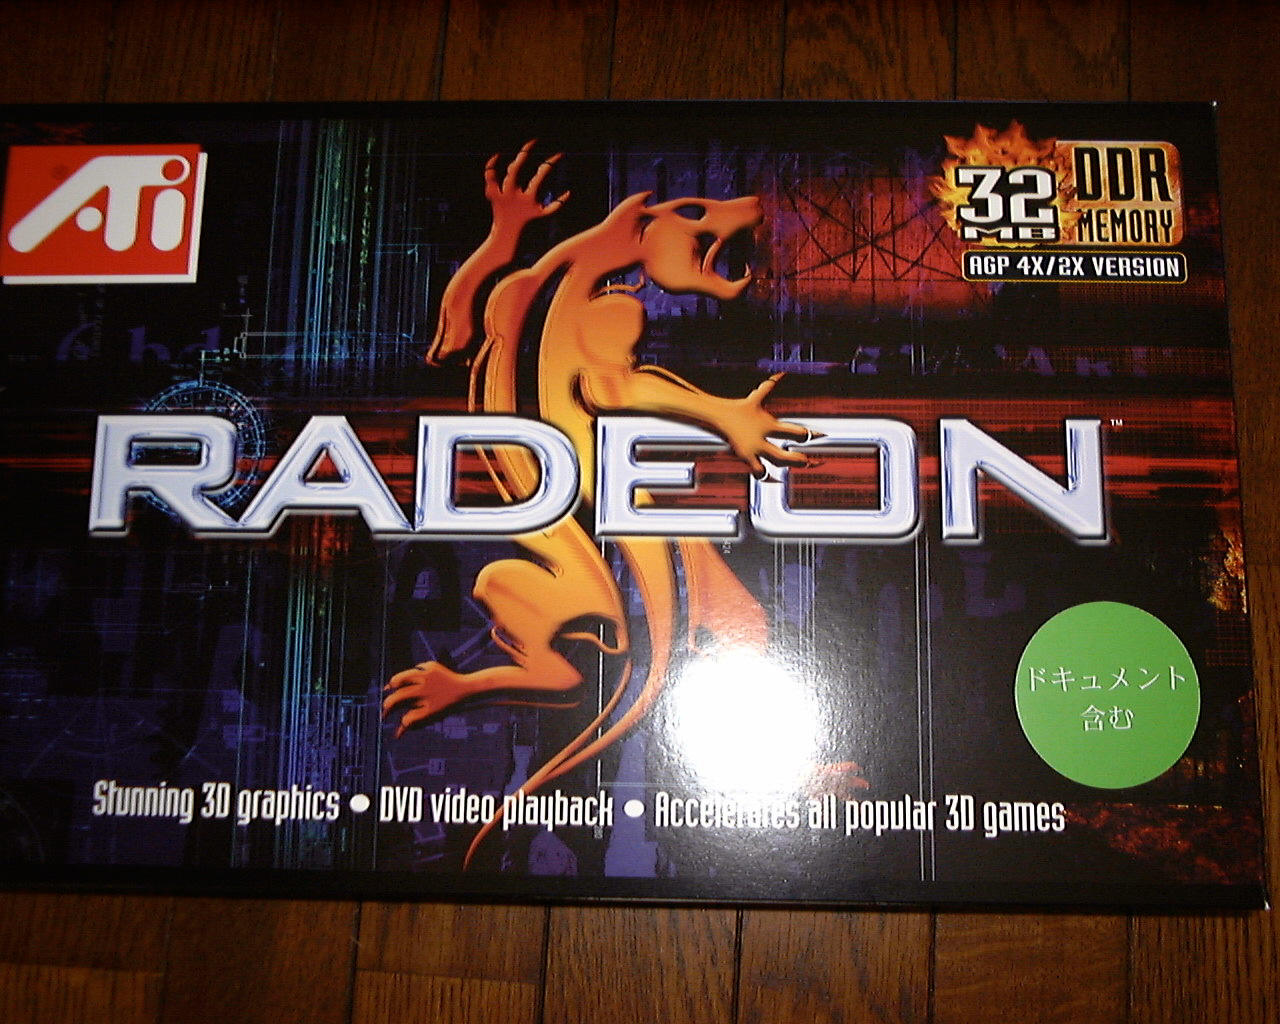 ATi
32
MB
DDR
MEMORY
AGP 4X/2X VERSION
RADEON™
ドキュメント
含む
Stunning 3D graphics ● DVD video playback ● Accelerates all popular 3D games